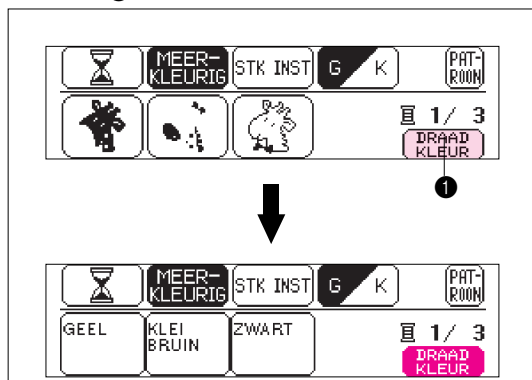 MEER-
KLEURIG
STK INST
G
K
PAT-
ROON
1/ 3
DRAAD
KLEUR
1
MEER-
KLEURIG
STK INST
G
K
PAT-
ROON
GEEL
KLEI
BRUIN
ZWART
1/ 3
DRAAD
KLEUR